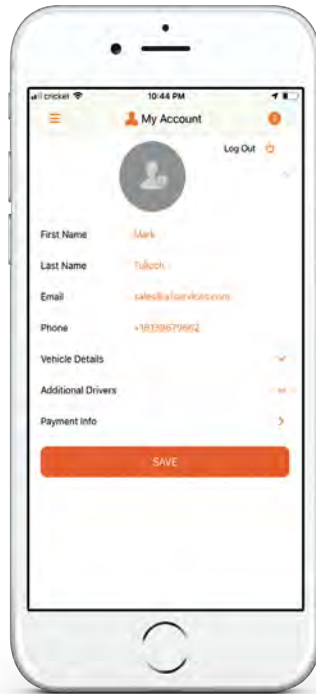 cricket
10:44 PM
My Account
Log Out
First Name Mark
Last Name
Email
Phone
Vehicle Details
Additional Drivers
Payment Info
SAVE